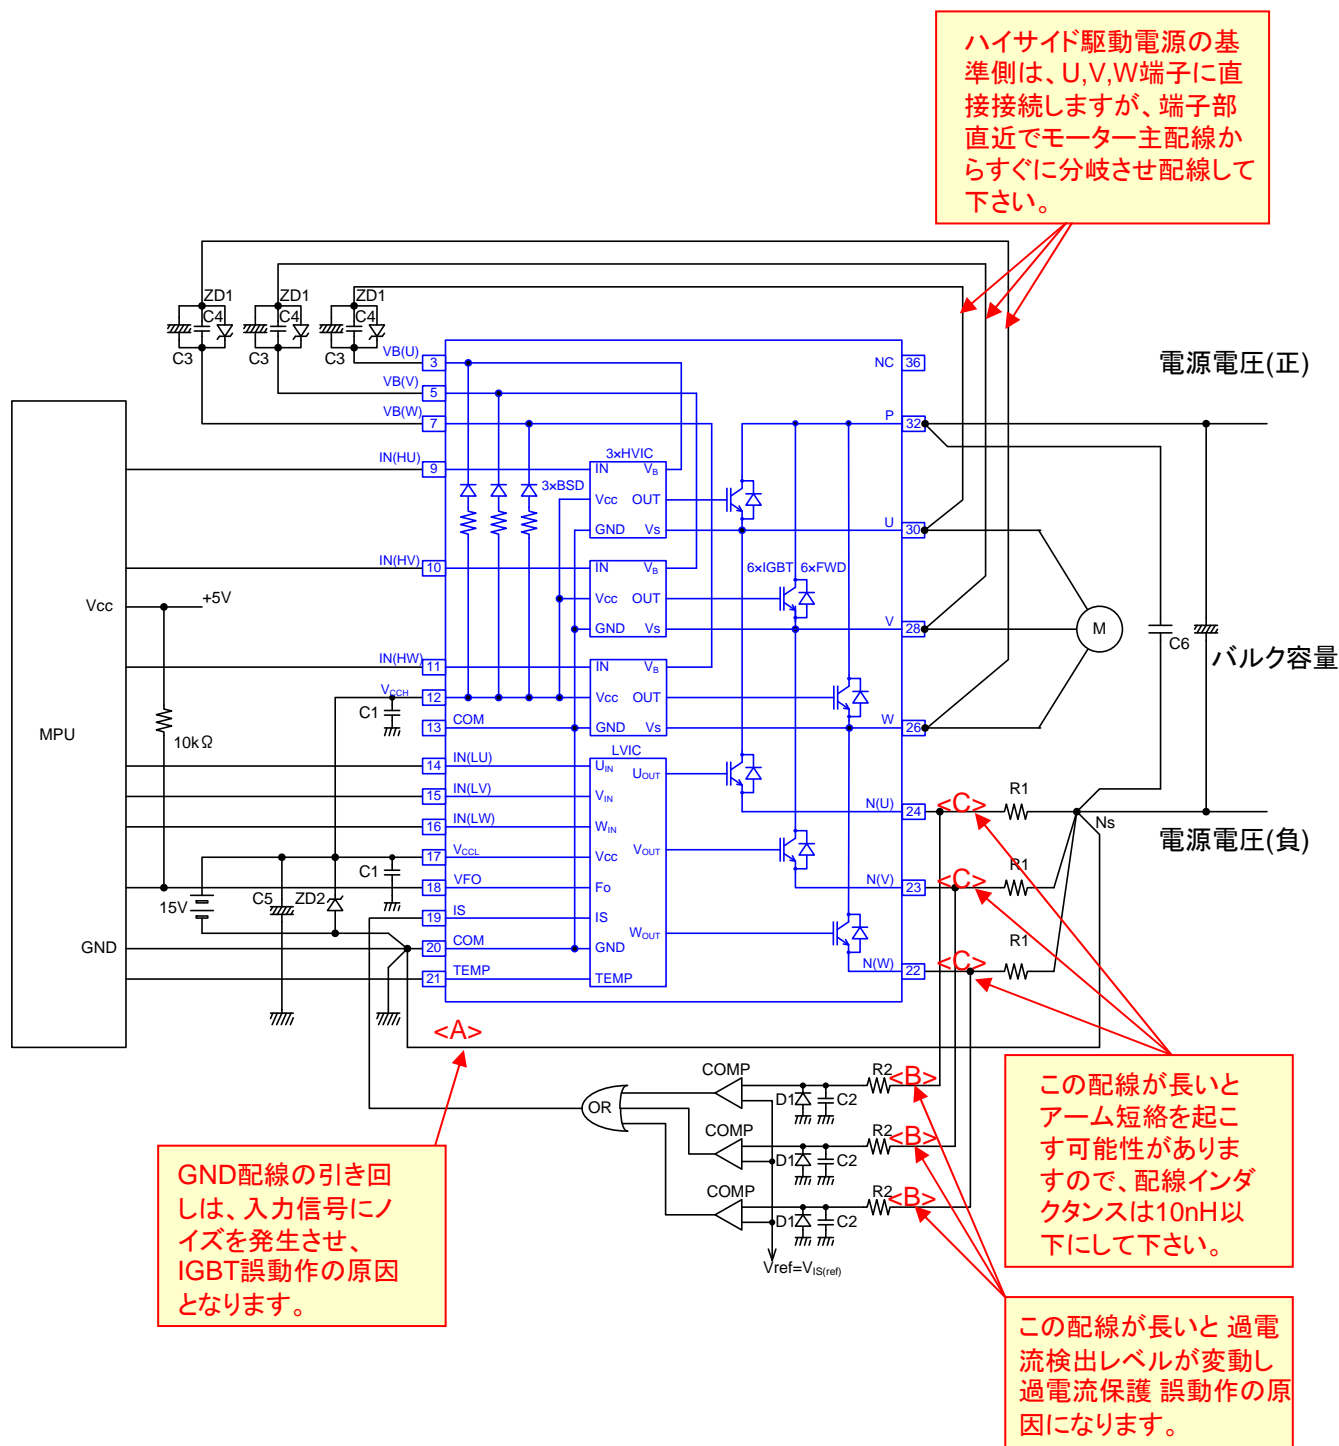 ハイサイド駆動電源の基
準側は、U,V,W端子に直
接接続しますが、端子部
直近でモーター主配線か
らすぐに分岐させ配線して
下さい。
ZD1
C4
C3
ZD1
C4
C3
ZD1
C4
C3
VB(U)
3
VB(V)
5
VB(W)
7
NC
36
P
32
電源電圧(正)
IN(HU)
9
3×BSD
3×HVIC
IN
VB
Vcc
OUT
GND
Vs
U
30
IN(HV)
10
IN
VB
Vcc
OUT
GND
Vs
6×IGBT
6×FWD
V
28
M
C6
バルク容量
Vcc
+5V
IN(HW)
11
IN
VB
Vcc
OUT
GND
Vs
W
26
VCCH
12
C1
COM
13
MPU
10kΩ
LVIC
IN(LU)
14
UIN
UOUT
IN(LV)
15
VIN
IN(LW)
16
WIN
N(U)
24
<C>
R1
Ns
電源電圧(負)
VCCL
17
C1
Vcc
VOUT
VFO
18
Fo
N(V)
23
<C>
R1
15V
C5
ZD2
IS
19
IS
WOUT
GND
COM
20
GND
R1
TEMP
21
TEMP
N(W)
22
<C>
<A>
OR
COMP
D1
C2
R2
<B>
COMP
D1
C2
R2
<B>
COMP
D1
C2
R2
<B>
Vref=VIS(ref)
GND配線の引き回
しは、入力信号にノ
イズを発生させ、
IGBT誤動作の原因
となります。
この配線が長いと
アーム短絡を起こ
す可能性がありま
すので、配線インダ
クタンスは10nH以
下にして下さい。
この配線が長いと 過電
流検出レベルが変動し
過電流保護 誤動作の原
因になります。